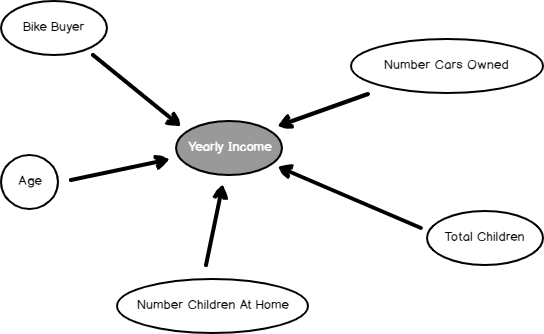 Bike Buyer
Number Cars Owned
Yearly Income
Age
Total Children
Number Children At Home